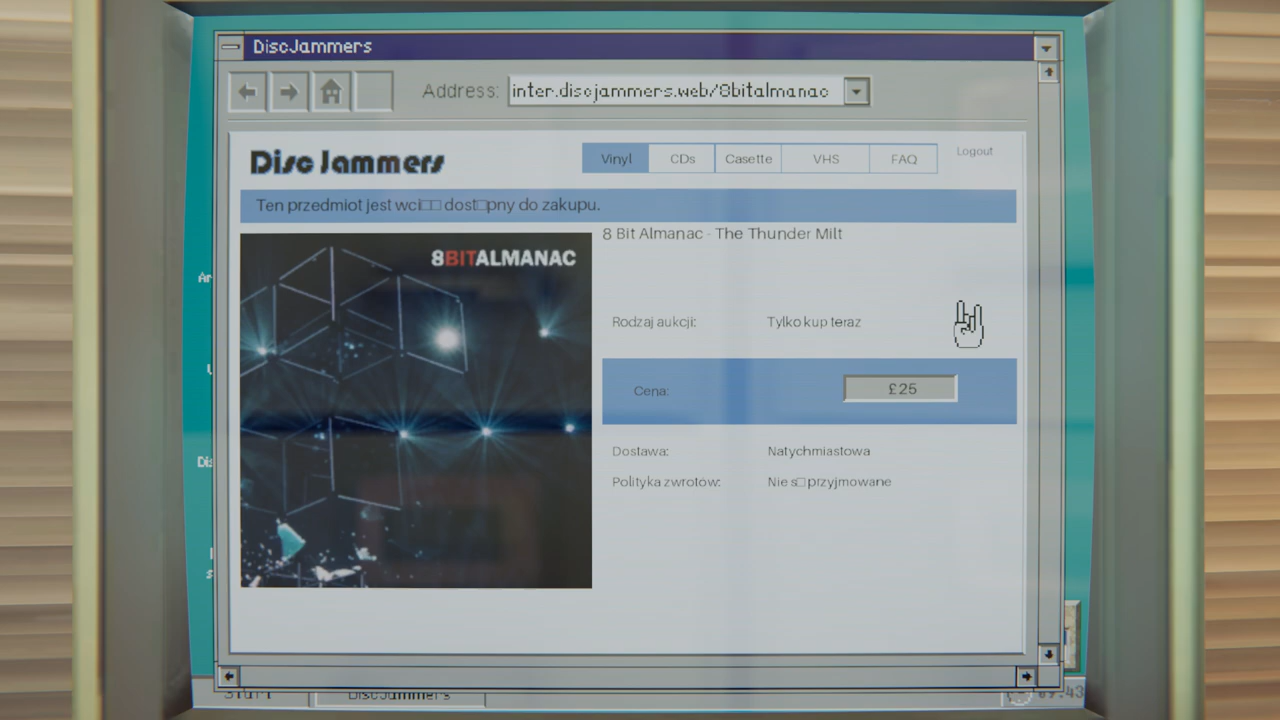 DiscJammers
Address: inter.discjammers.web/8bitalmanac
Disc Jammers
Vinyl CDs Casette VHS FAQ Logout
Ten przedmiot jest wci□□ dost□pny do zakupu.
8BITALMANAC
8 Bit Almanac - The Thunder Milt
Rodzaj aukcji: Tylko kup teraz
Cena: £25
Dostawa: Natychmiastowa
Polityka zwrotów: Nie s□ przyjmowane
Start DiscJammers